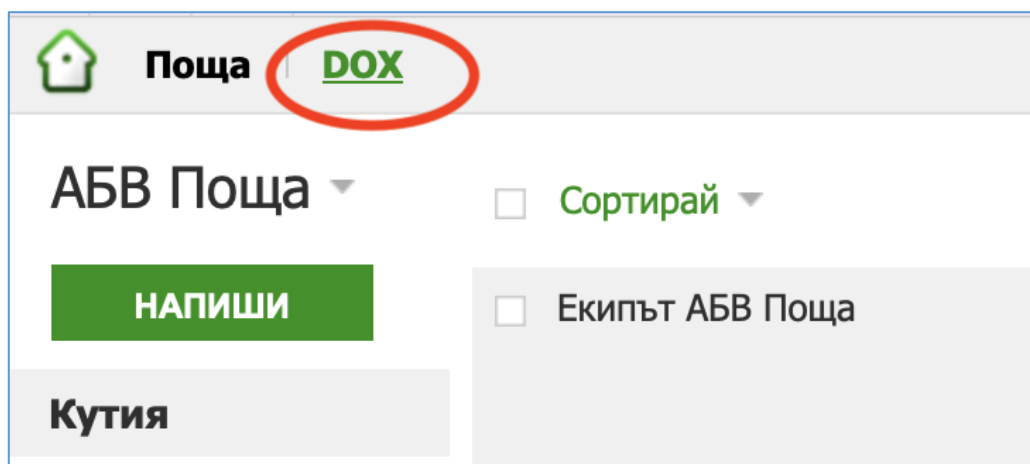 Поща DOX
АБВ Поща
Сортирай
НАПИШИ
Екипът АБВ Поща
Кутия